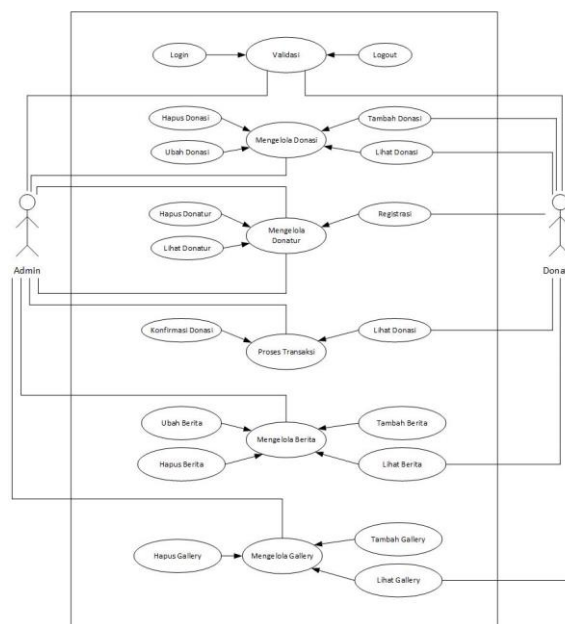 Login
Validasi
Logout
Hapus Donasi
Tambah Donasi
Mengelola Donasi
Ubah Donasi
Lihat Donasi
Hapus Donatur
Registrasi
Mengelola
Donatur
Lihat Donatur
Admin
Dona
Konfirmasi Donasi
Lihat Donasi
Proses Transaksi
Ubah Berita
Tambah Berita
Mengelola Berita
Hapus Berita
Lihat Berita
Tambah Gallery
Hapus Gallery
Mengelola Gallery
Lihat Gallery